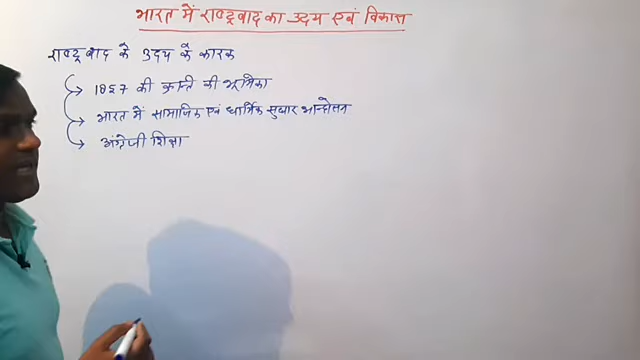 भारत में राष्ट्रवाद का उदय एवं विकास
राष्ट्रवाद के उदय के कारक
1857 की क्रान्ति की भूमिका
भारत में सामाजिक एवं धार्मिक सुधार आन्दोलन
अंग्रेजी शिक्षा